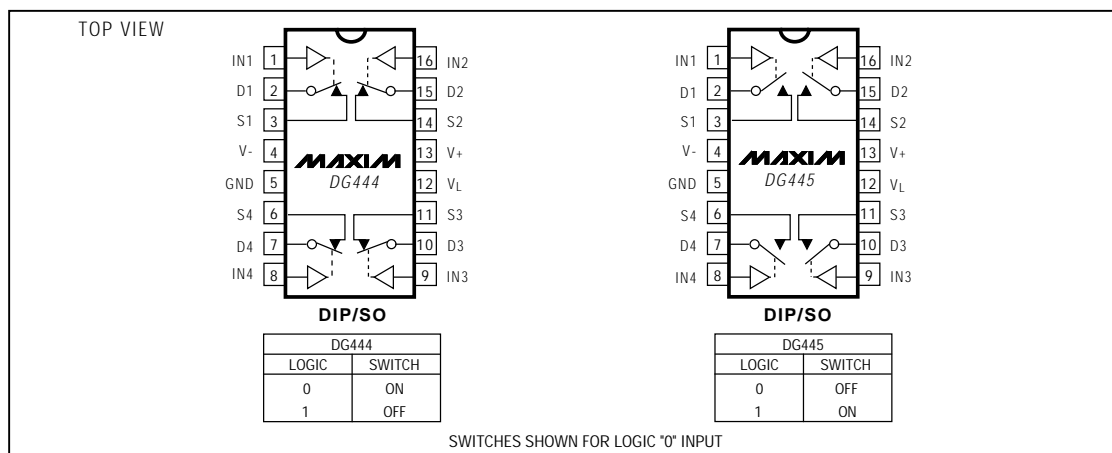 TOP VIEW
IN1 1 16 IN2
D1 2 15 D2
S1 3 14 S2
V- 4 13 V+
GND 5 12 VL
S4 6 11 S3
D4 7 10 D3
IN4 8 9 IN3
MAXIM
DG444
DIP/SO
DG444
LOGIC SWITCH
0 ON
1 OFF
IN1 1 16 IN2
D1 2 15 D2
S1 3 14 S2
V- 4 13 V+
GND 5 12 VL
S4 6 11 S3
D4 7 10 D3
IN4 8 9 IN3
MAXIM
DG445
DIP/SO
DG445
LOGIC SWITCH
0 OFF
1 ON
SWITCHES SHOWN FOR LOGIC "0" INPUT